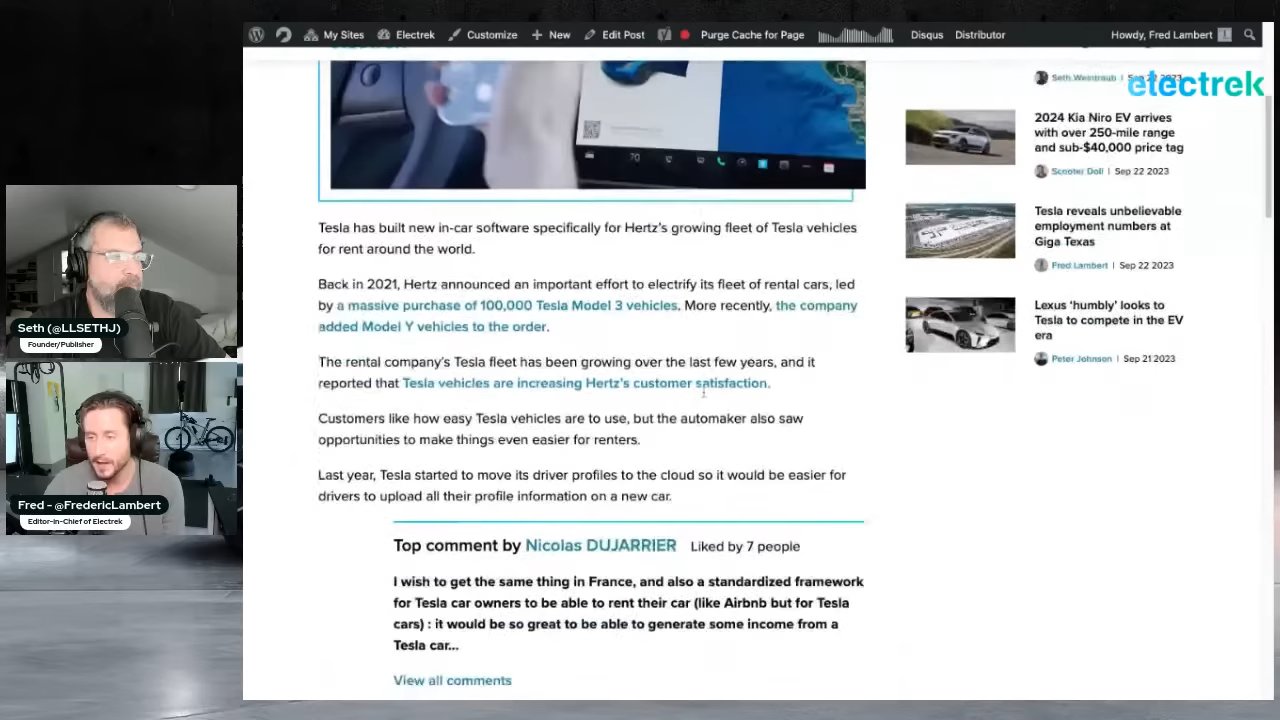 My Sites
Electrek
Customize
New
Edit Post
Purge Cache for Page
Disqus
Distributor
Howdy, Fred Lambert
electrek
Seth Weintraub | Sep 22 2023
2024 Kia Niro EV arrives
with over 250-mile range
and sub-$40,000 price tag
Scooter Doll | Sep 22 2023
Tesla reveals unbelievable
employment numbers at
Giga Texas
Fred Lambert | Sep 22 2023
Lexus ‘humbly’ looks to
Tesla to compete in the EV
era
Peter Johnson | Sep 21 2023
70
Tesla has built new in-car software specifically for Hertz’s growing fleet of Tesla vehicles
for rent around the world.
Back in 2021, Hertz announced an important effort to electrify its fleet of rental cars, led
by a massive purchase of 100,000 Tesla Model 3 vehicles. More recently, the company
added Model Y vehicles to the order.
The rental company’s Tesla fleet has been growing over the last few years, and it
reported that Tesla vehicles are increasing Hertz’s customer satisfaction.
Customers like how easy Tesla vehicles are to use, but the automaker also saw
opportunities to make things even easier for renters.
Last year, Tesla started to move its driver profiles to the cloud so it would be easier for
drivers to upload all their profile information on a new car.
Top comment by Nicolas DUJARRIER Liked by 7 people
I wish to get the same thing in France, and also a standardized framework
for Tesla car owners to be able to rent their car (like Airbnb but for Tesla
cars) : it would be so great to be able to generate some income from a
Tesla car...
View all comments
Seth (@LLSETHJ)
Founder/Publisher
Fred - @FredericLambert
Editor-in-Chief of Electrek